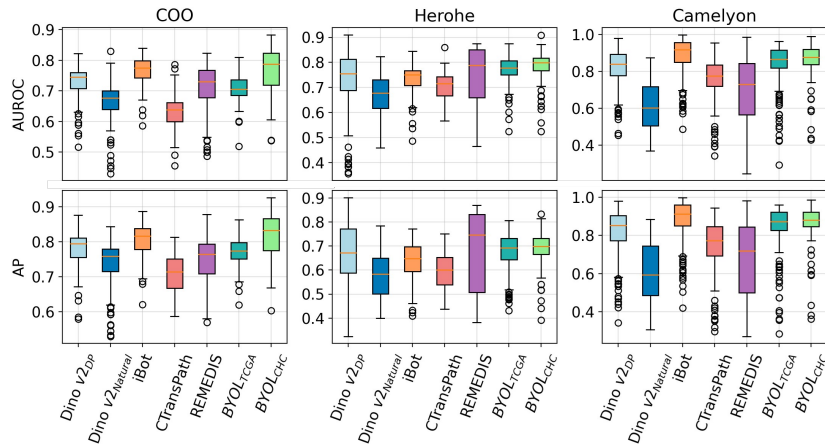 COO Herohe Camelyon
AUROC
0.9
0.8
0.7
0.6
0.5
0.9
0.8
0.7
0.6
0.5
0.4
1.0
0.8
0.6
0.4
AP
0.9
0.8
0.7
0.6
0.9
0.8
0.7
0.6
0.5
0.4
1.0
0.8
0.6
0.4
Dino v2DP
Dino v2Natural
iBot
CTransPath
REMEDIS
BYOLTCGA
BYOLCHC
Dino v2DP
Dino v2Natural
iBot
CTransPath
REMEDIS
BYOLTCGA
BYOLCHC
Dino v2DP
Dino v2Natural
iBot
CTransPath
REMEDIS
BYOLTCGA
BYOLCHC